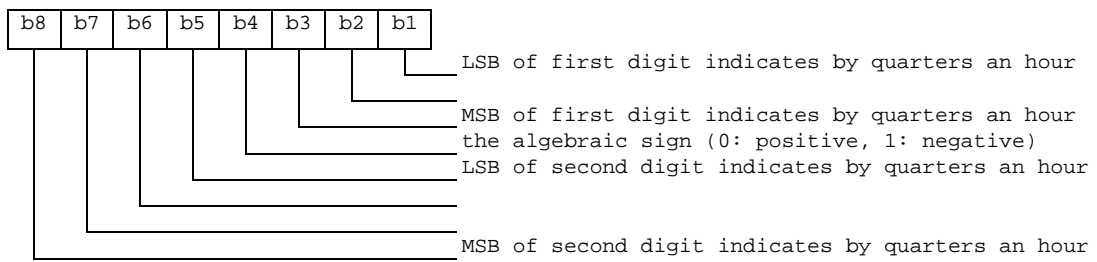 b8 b7 b6 b5 b4 b3 b2 b1
LSB of first digit indicates by quarters an hour
MSB of first digit indicates by quarters an hour
the algebraic sign (0: positive, 1: negative)
LSB of second digit indicates by quarters an hour
MSB of second digit indicates by quarters an hour